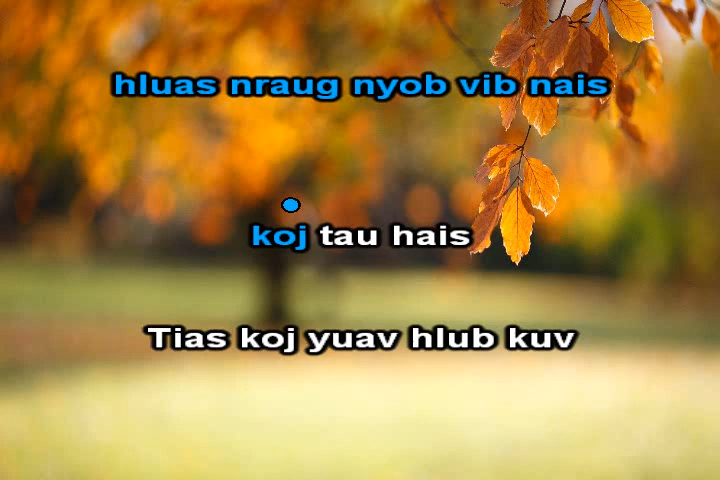 hluas nraug nyob vib nais
koj tau hais
Tias koj yuav hlub kuv